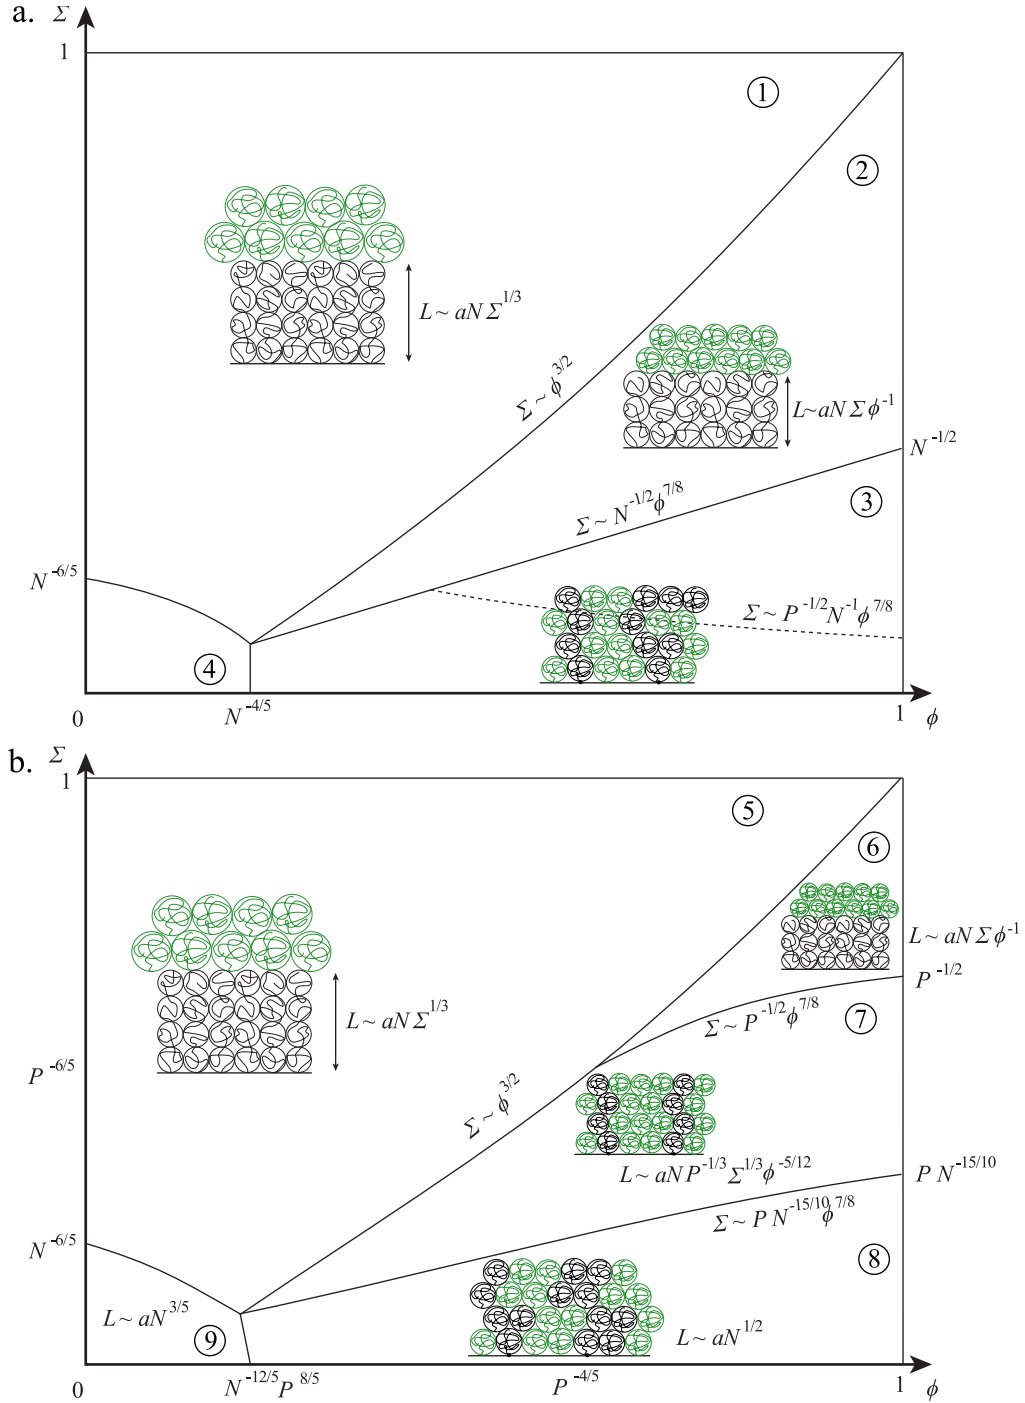 a.
Σ
1
①
②
L ~ aNΣ^{1/3}
Σ ~ ϕ^{3/2}
L~aNΣϕ^{-1}
N^{-1/2}
Σ ~ N^{-1/2}ϕ^{7/8}
③
N^{-6/5}
Σ ~ P^{-1/2}N^{-1}ϕ^{7/8}
④
0
N^{-4/5}
1
ϕ
b.
Σ
1
⑤
⑥
L ~ aNΣϕ^{-1}
P^{-1/2}
L ~ aNΣ^{1/3}
Σ ~ P^{-1/2}ϕ^{7/8}
⑦
P^{-6/5}
Σ ~ ϕ^{3/2}
L ~ aNP^{-1/3}Σ^{1/3}ϕ^{-5/12}
PN^{-15/10}
Σ ~ PN^{-15/10}ϕ^{7/8}
N^{-6/5}
⑧
L ~ aN^{3/5}
⑨
L ~ aN^{1/2}
0
N^{-12/5}P^{8/5}
P^{-4/5}
1
ϕ